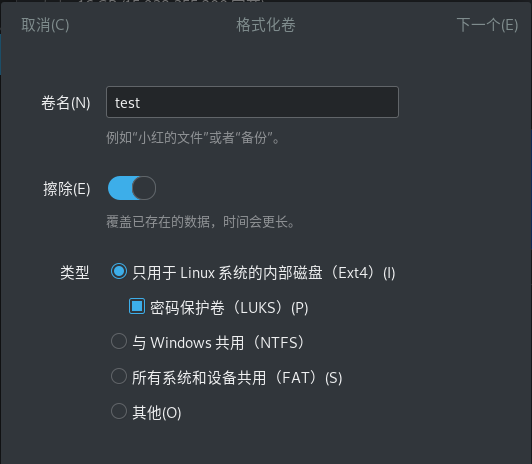 取消(C) 格式化卷 下一个(E)
卷名(N) test
例如“小红的文件”或者“备份”。
擦除(E)
覆盖已存在的数据，时间会更长。
类型 只用于 Linux 系统的内部磁盘（Ext4）(I)
密码保护卷（LUKS）(P)
与 Windows 共用（NTFS）
所有系统和设备共用（FAT）(S)
其他(O)